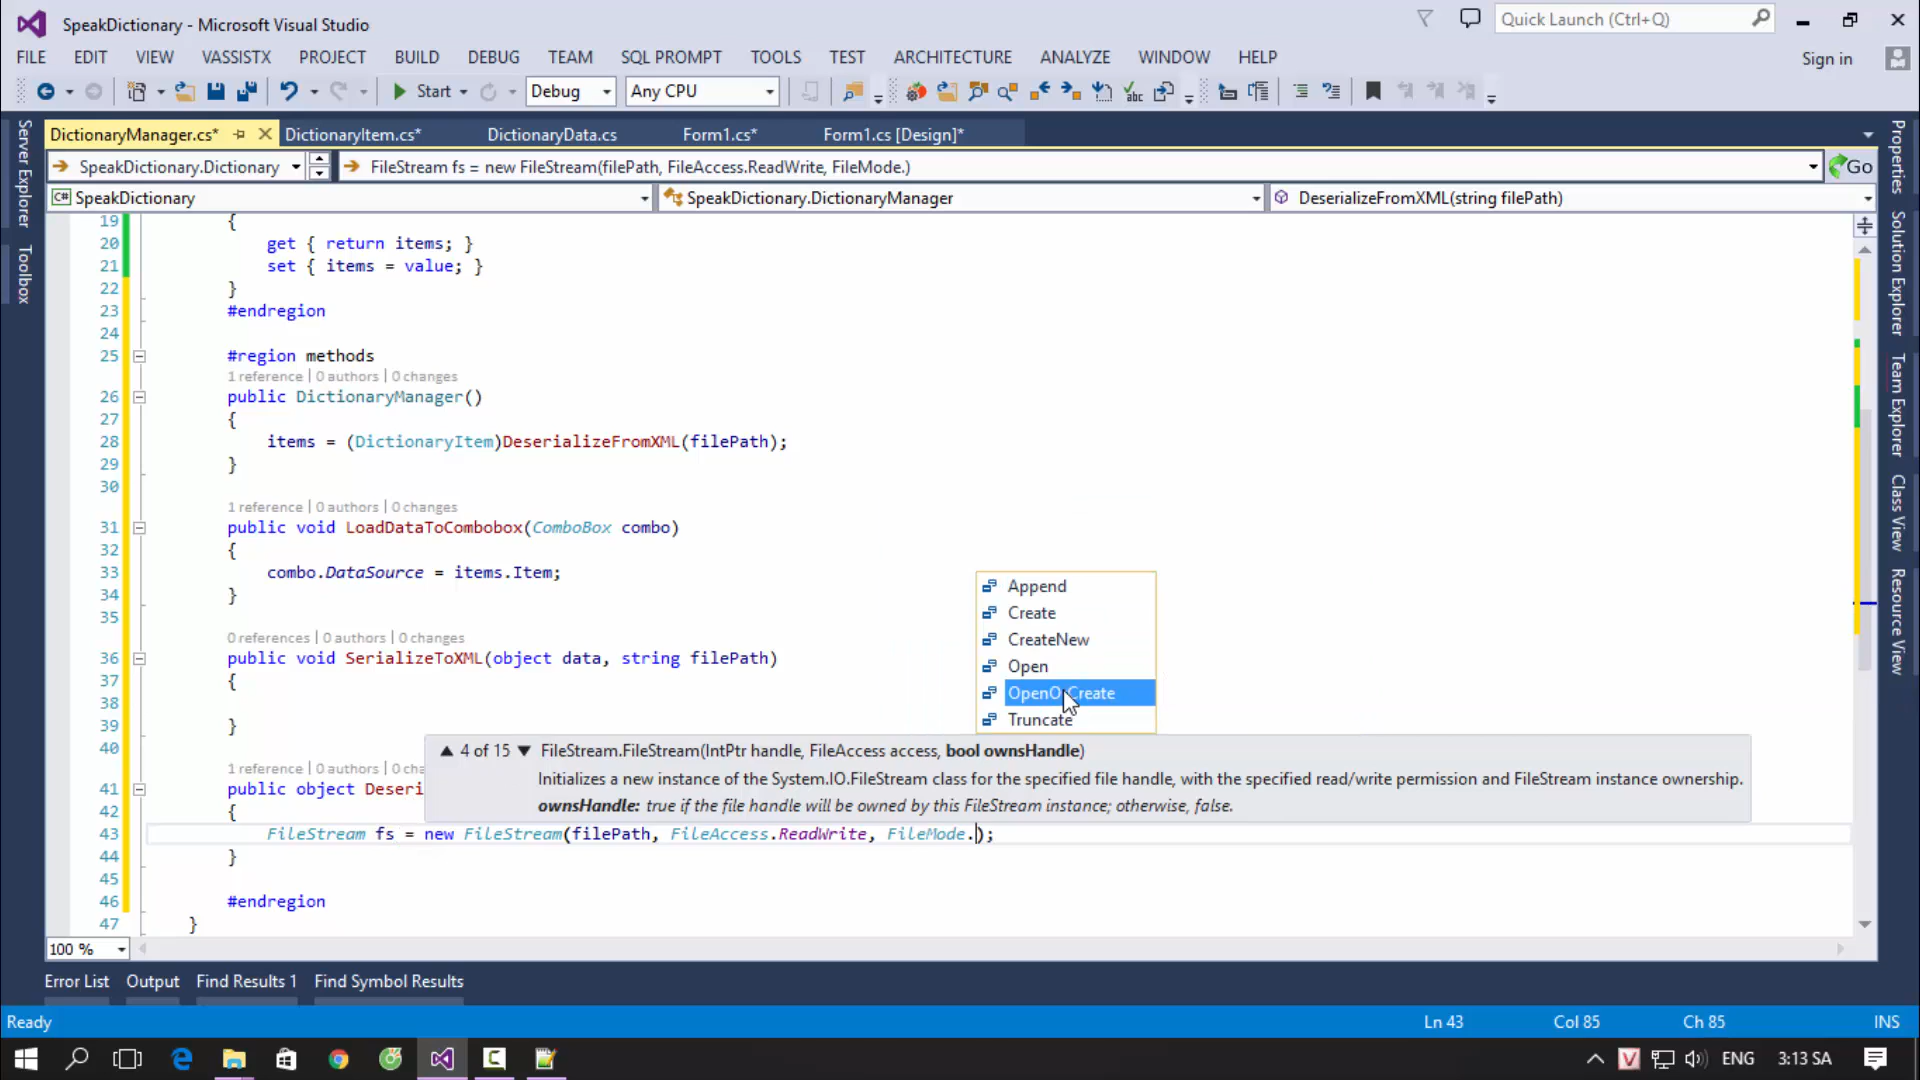 SpeakDictionary - Microsoft Visual Studio
Quick Launch (Ctrl+Q)
FILE EDIT VIEW VASSISTX PROJECT BUILD DEBUG TEAM SQL PROMPT TOOLS TEST ARCHITECTURE ANALYZE WINDOW HELP
Sign in
Start Debug Any CPU
DictionaryManager.cs* DictionaryItem.cs* DictionaryData.cs Form1.cs* Form1.cs [Design]*
SpeakDictionary.Dictionary FileStream fs = new FileStream(filePath, FileAccess.ReadWrite, FileMode.) Go
SpeakDictionary SpeakDictionary.DictionaryManager DeserializeFromXML(string filePath)
Server Explorer
Toolbox
Properties
Solution Explorer
Team Explorer
Class View
Resource View
19 {
20 get { return items; }
21 set { items = value; }
22 }
23 #endregion
24
25 #region methods
1 reference | 0 authors | 0 changes
26 public DictionaryManager()
27 {
28 items = (DictionaryItem)DeserializeFromXML(filePath);
29 }
30
1 reference | 0 authors | 0 changes
31 public void LoadDataToCombobox(ComboBox combo)
32 {
33 combo.DataSource = items.Item;
34 }
35
0 references | 0 authors | 0 changes
36 public void SerializeToXML(object data, string filePath)
37 {
38
39 }
40
1 reference | 0 authors | 0 cha
41 public object Deseri
42 {
43 FileStream fs = new FileStream(filePath, FileAccess.ReadWrite, FileMode.);
44 }
45
46 #endregion
47 }
Append
Create
CreateNew
Open
OpenOrCreate
Truncate
4 of 15 FileStream.FileStream(IntPtr handle, FileAccess access, bool ownsHandle)
Initializes a new instance of the System.IO.FileStream class for the specified file handle, with the specified read/write permission and FileStream instance ownership.
ownsHandle: true if the file handle will be owned by this FileStream instance; otherwise, false.
100 %
Error List Output Find Results 1 Find Symbol Results
Ready Ln 43 Col 85 Ch 85 INS
ENG 3:13 SA